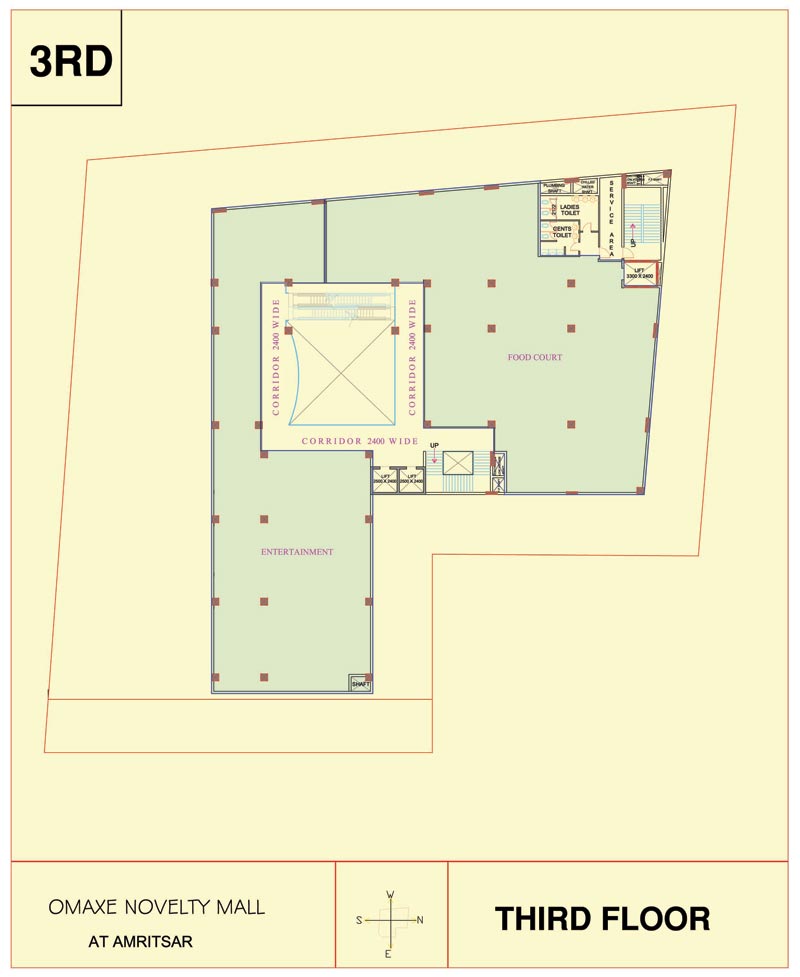 3RD
PLUMBING
SHAFT
CHILLED
WATER
SHAFT
LADIES
TOILET
GENTS
TOILET
SERVICE AREA
UP
LIFT
3300 X 2400
CORRIDOR 2400 WIDE
CORRIDOR 2400 WIDE
FOOD COURT
CORRIDOR 2400 WIDE
UP
LIFT
2500 X 2400
LIFT
2500 X 2400
ENTERTAINMENT
SHAFT
OMAXE NOVELTY MALL
AT AMRITSAR
W
S
N
E
THIRD FLOOR